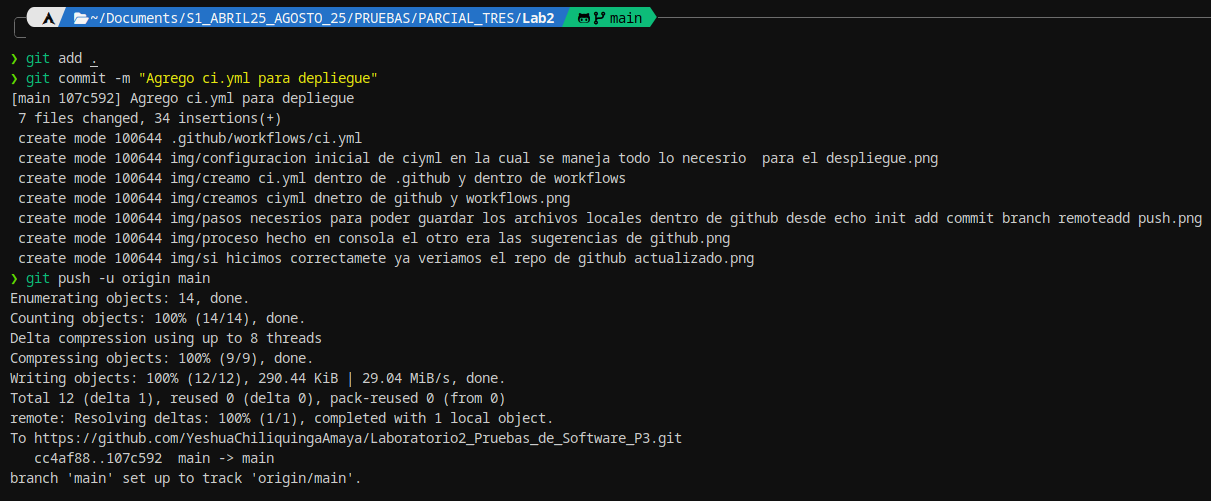 ~/Documents/S1_ABRIL25_AGOSTO_25/PRUEBAS/PARCIAL_TRES/Lab2 main
❯ git add .
❯ git commit -m "Agrego ci.yml para depliegue"
[main 107c592] Agrego ci.yml para depliegue
 7 files changed, 34 insertions(+)
 create mode 100644 .github/workflows/ci.yml
 create mode 100644 img/configuracion inicial de ciyml en la cual se maneja todo lo necesrio  para el despliegue.png
 create mode 100644 img/creamo ci.yml dentro de .github y dentro de workflows
 create mode 100644 img/creamos ciyml dnetro de github y workflows.png
 create mode 100644 img/pasos necesrios para poder guardar los archivos locales dentro de github desde echo init add commit branch remoteadd push.png
 create mode 100644 img/proceso hecho en consola el otro era las sugerencias de github.png
 create mode 100644 img/si hicimos correctamete ya veriamos el repo de github actualizado.png
❯ git push -u origin main
Enumerating objects: 14, done.
Counting objects: 100% (14/14), done.
Delta compression using up to 8 threads
Compressing objects: 100% (9/9), done.
Writing objects: 100% (12/12), 290.44 KiB | 29.04 MiB/s, done.
Total 12 (delta 1), reused 0 (delta 0), pack-reused 0 (from 0)
remote: Resolving deltas: 100% (1/1), completed with 1 local object.
To https://github.com/YeshuaChiliquingaAmaya/Laboratorio2_Pruebas_de_Software_P3.git
   cc4af88..107c592  main -> main
branch 'main' set up to track 'origin/main'.